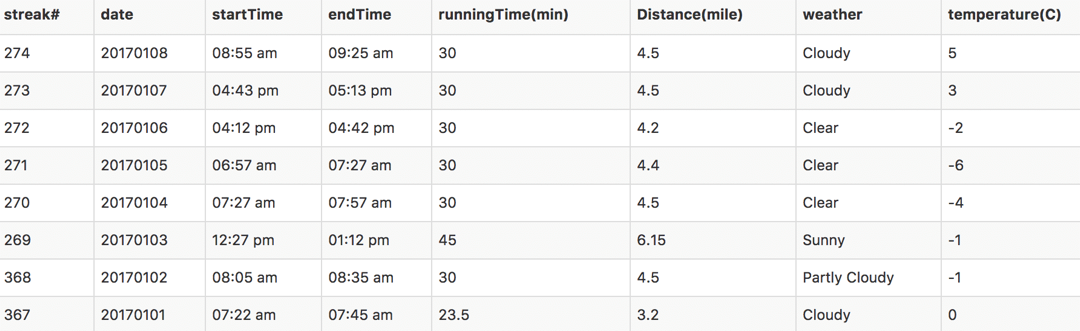 streak# date startTime endTime runningTime(min) Distance(mile) weather temperature(C)
274 20170108 08:55 am 09:25 am 30 4.5 Cloudy 5
273 20170107 04:43 pm 05:13 pm 30 4.5 Cloudy 3
272 20170106 04:12 pm 04:42 pm 30 4.2 Clear -2
271 20170105 06:57 am 07:27 am 30 4.4 Clear -6
270 20170104 07:27 am 07:57 am 30 4.5 Clear -4
269 20170103 12:27 pm 01:12 pm 45 6.15 Sunny -1
368 20170102 08:05 am 08:35 am 30 4.5 Partly Cloudy -1
367 20170101 07:22 am 07:45 am 23.5 3.2 Cloudy 0